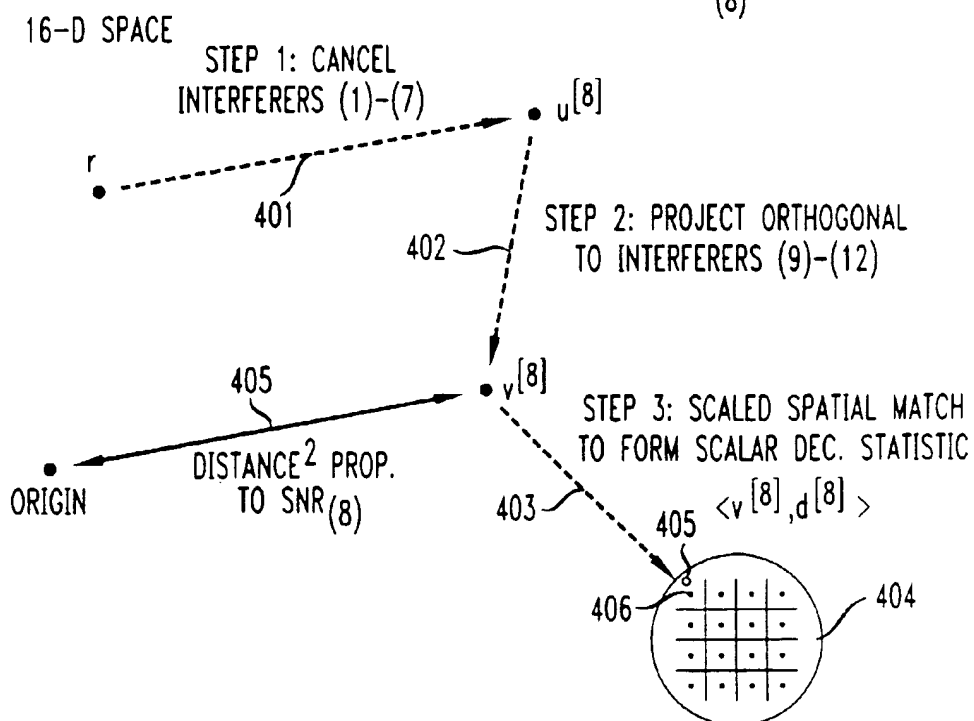 (8)
16-D SPACE
STEP 1: CANCEL
INTERFERERS (1)-(7)
u[8]
r
401
STEP 2: PROJECT ORTHOGONAL
TO INTERFERERS (9)-(12)
402
405
v[8]
STEP 3: SCALED SPATIAL MATCH
TO FORM SCALAR DEC. STATISTIC
DISTANCE2 PROP.
TO SNR(8)
ORIGIN
403
<v[8],d[8]>
405
406
404